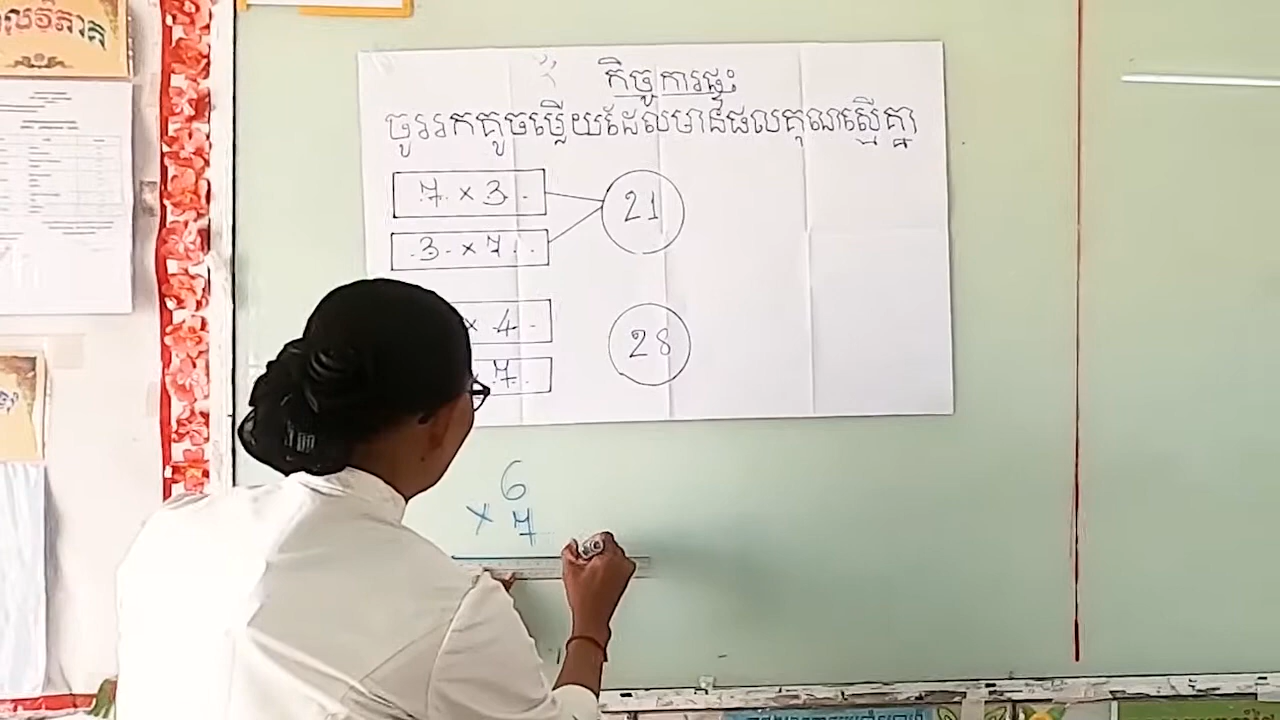 កិច្ចការផ្ទះ
ចូររកគូចម្លើយដែលមានផលគុណស្មើគ្នា
7 × 3
3 × 7
21
× 4
7
28
6
× 7